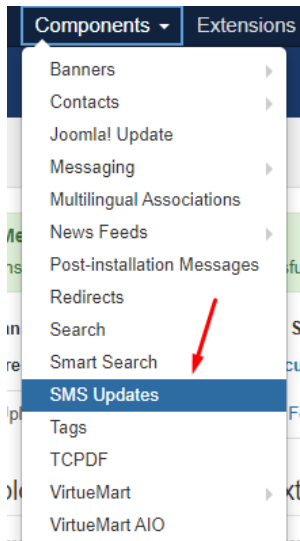 Components Extensions
Banners
Contacts
Joomla! Update
Messaging
Multilingual Associations
News Feeds
Post-installation Messages
Redirects
Search
Smart Search
SMS Updates
Tags
TCPDF
VirtueMart
VirtueMart AIO